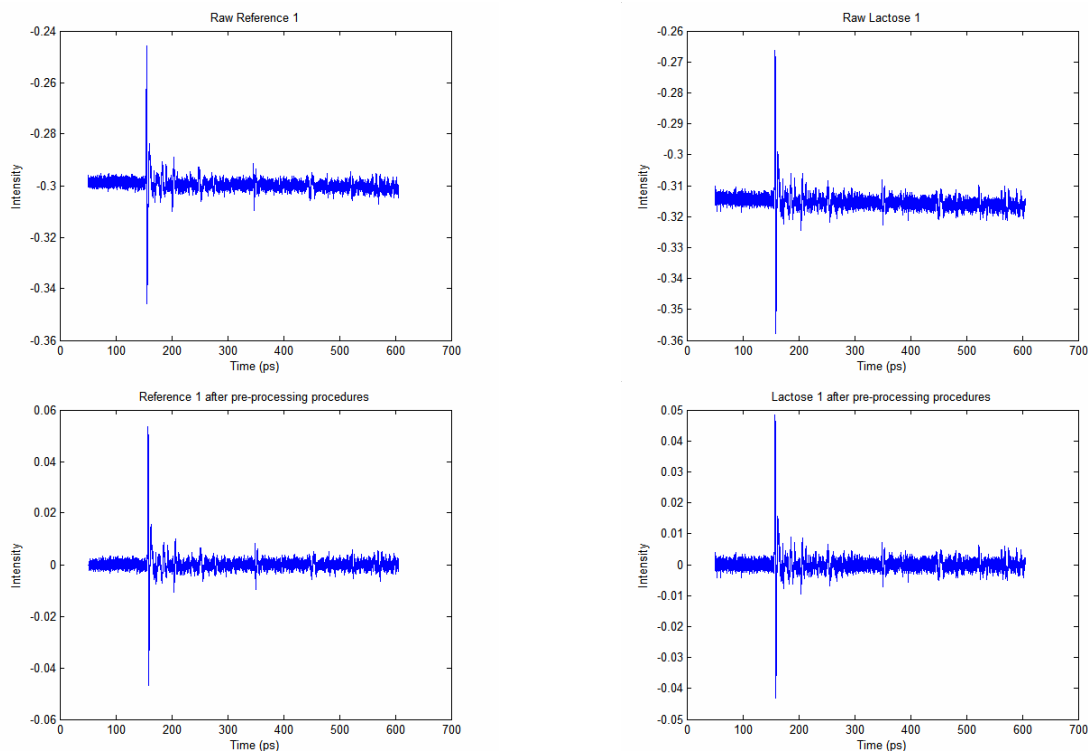 Raw Reference 1
-0.24
-0.26
-0.28
-0.3
-0.32
-0.34
-0.36
Intensity
0 100 200 300 400 500 600 700
Time (ps)
Raw Lactose 1
-0.26
-0.27
-0.28
-0.29
-0.3
-0.31
-0.32
-0.33
-0.34
-0.35
-0.36
Intensity
0 100 200 300 400 500 600 700
Time (ps)
Reference 1 after pre-processing procedures
0.06
0.04
0.02
0
-0.02
-0.04
-0.06
Intensity
0 100 200 300 400 500 600 700
Time (ps)
Lactose 1 after pre-processing procedures
0.05
0.04
0.03
0.02
0.01
0
-0.01
-0.02
-0.03
-0.04
-0.05
Intensity
0 100 200 300 400 500 600 700
Time (ps)